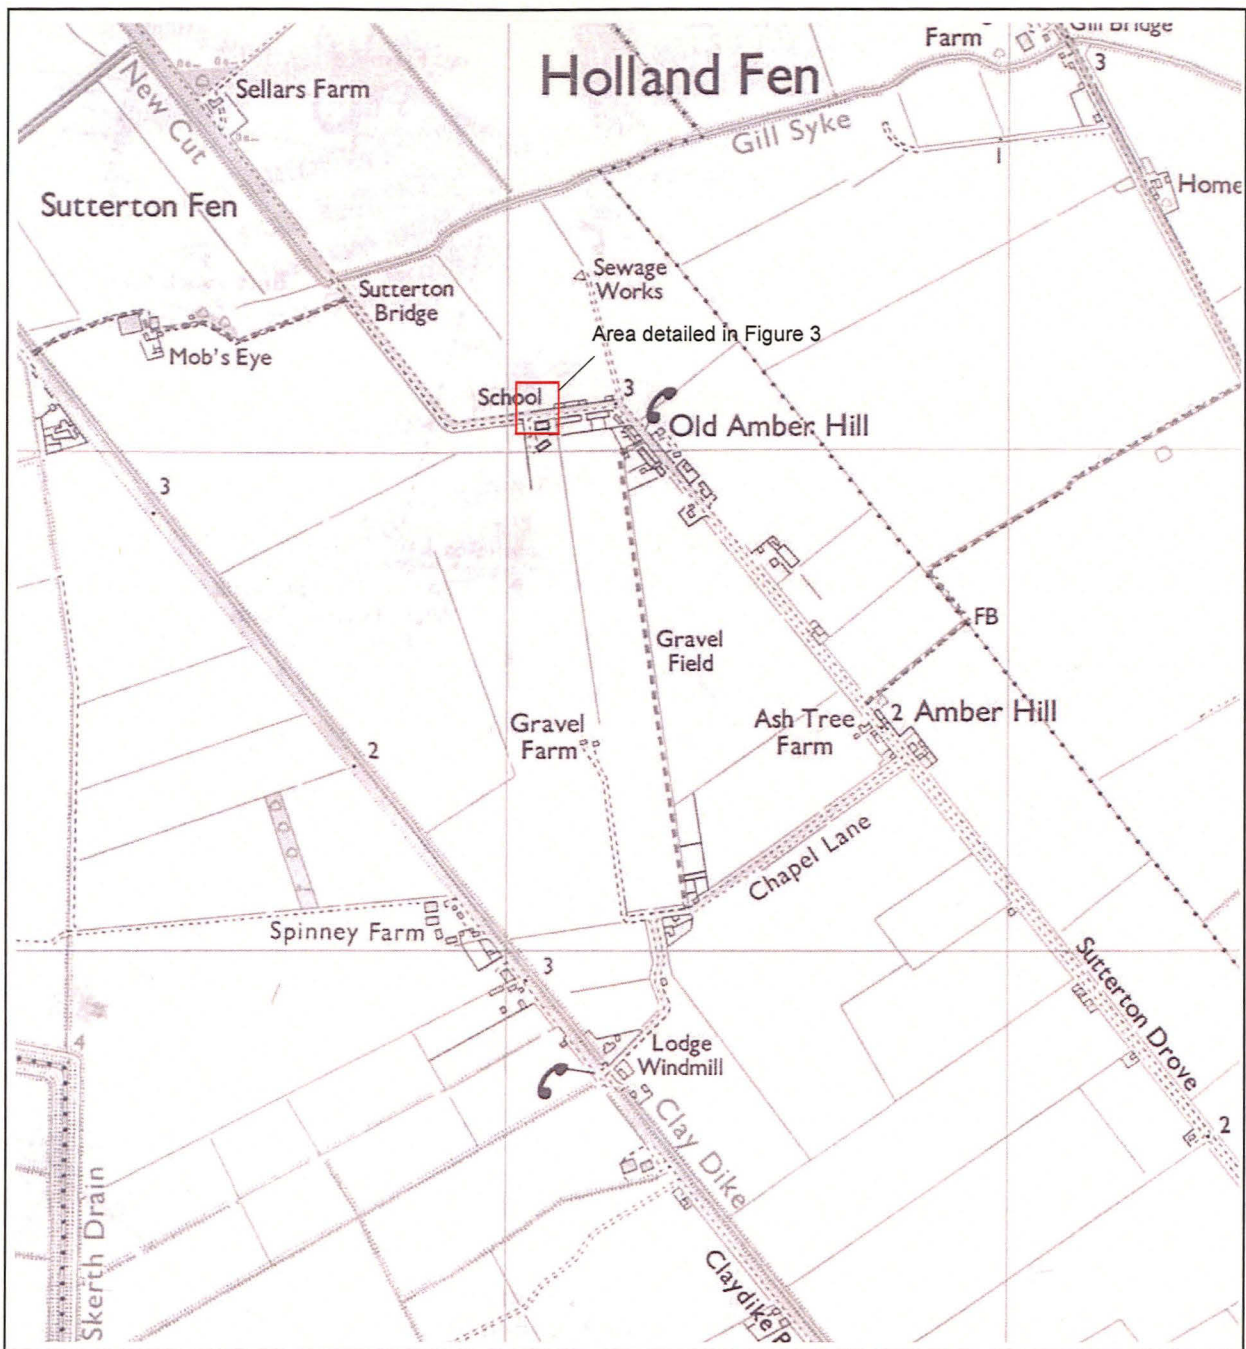 Holland Fen
Farm
Gill Bridge
3
New Cut
Sellars Farm
Gill Syke
1
Sutterton Fen
Home
Sewage
Works
Sutterton
Bridge
Area detailed in Figure 3
Mob's Eye
School
3
Old Amber Hill
3
FB
Gravel
Field
Gravel
Farm
Ash Tree
Farm
2 Amber Hill
2
Chapel Lane
Spinney Farm
3
Sutterton Drove
4
Lodge
Windmill
Clay Dike
2
Skerth Drain
Claydike